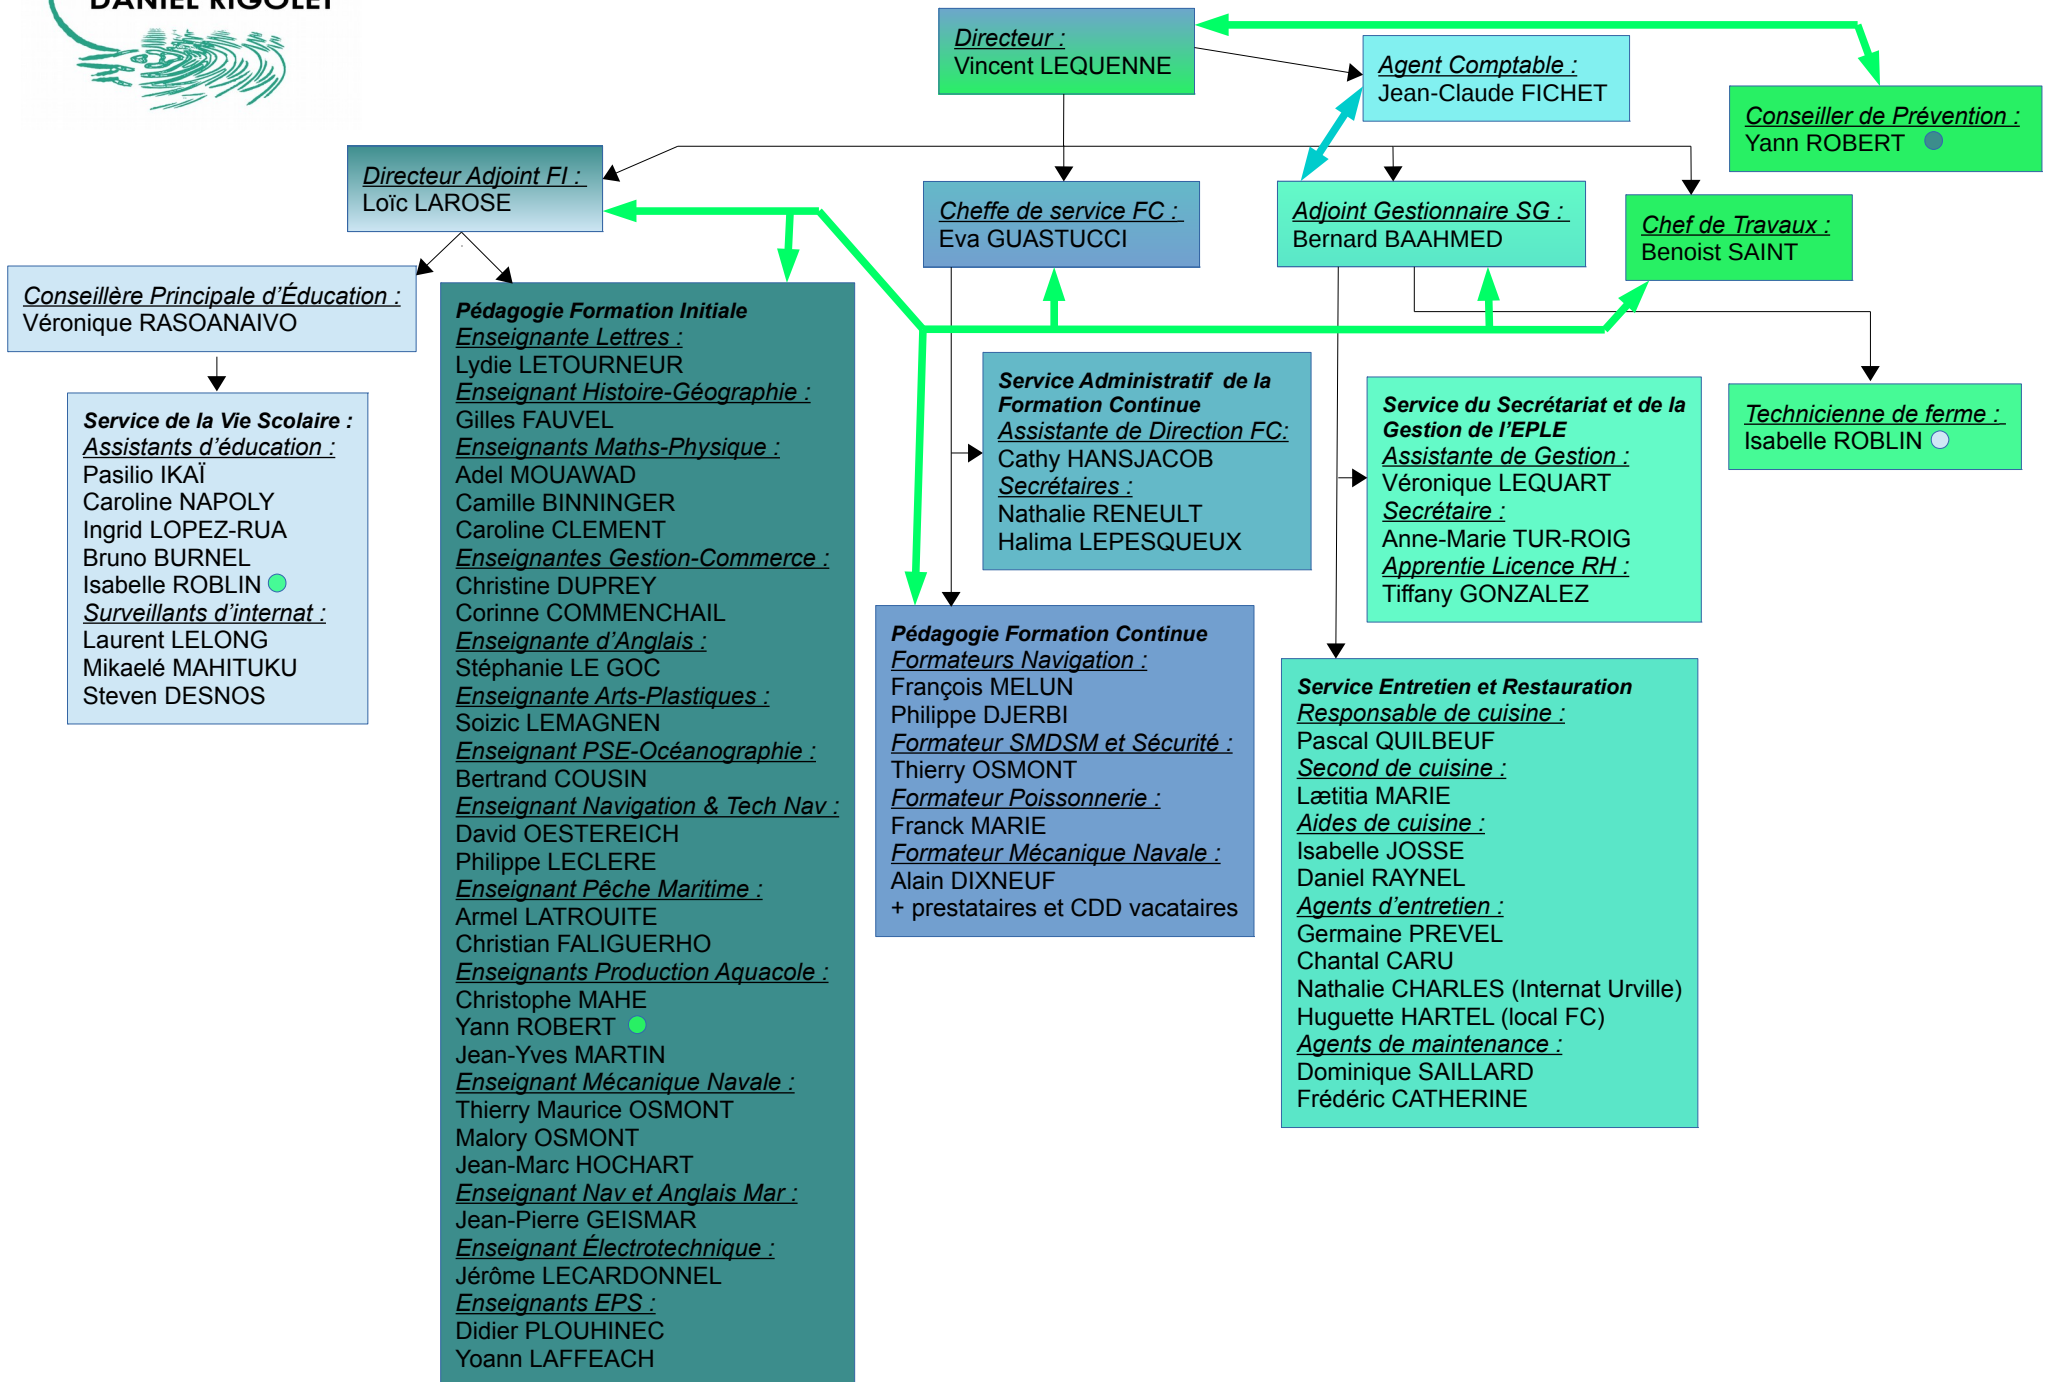 DANIEL RIGOLET
Directeur :
Vincent LEQUENNE
Agent Comptable :
Jean-Claude FICHET
Conseiller de Prévention :
Yann ROBERT
Directeur Adjoint FI :
Loïc LAROSE
Cheffe de service FC :
Eva GUASTUCCI
Adjoint Gestionnaire SG :
Bernard BAAHMED
Chef de Travaux :
Benoist SAINT
Conseillère Principale d’Éducation :
Véronique RASOANAIVO
Service de la Vie Scolaire :
Assistants d’éducation :
Pasilio IKAÏ
Caroline NAPOLY
Ingrid LOPEZ-RUA
Bruno BURNEL
Isabelle ROBLIN
Surveillants d’internat :
Laurent LELONG
Mikaelé MAHITUKU
Steven DESNOS
Pédagogie Formation Initiale
Enseignante Lettres :
Lydie LETOURNEUR
Enseignant Histoire-Géographie :
Gilles FAUVEL
Enseignants Maths-Physique :
Adel MOUAWAD
Camille BINNINGER
Caroline CLEMENT
Enseignantes Gestion-Commerce :
Christine DUPREY
Corinne COMMENCHAIL
Enseignante d’Anglais :
Stéphanie LE GOC
Enseignante Arts-Plastiques :
Soizic LEMAGNEN
Enseignant PSE-Océanographie :
Bertrand COUSIN
Enseignant Navigation & Tech Nav :
David OESTEREICH
Philippe LECLERE
Enseignant Pêche Maritime :
Armel LATROUITE
Christian FALIGUERHO
Enseignants Production Aquacole :
Christophe MAHE
Yann ROBERT
Jean-Yves MARTIN
Enseignant Mécanique Navale :
Thierry Maurice OSMONT
Malory OSMONT
Jean-Marc HOCHART
Enseignant Nav et Anglais Mar :
Jean-Pierre GEISMAR
Enseignant Électrotechnique :
Jérôme LECARDONNEL
Enseignants EPS :
Didier PLOUHINEC
Yoann LAFFEACH
Service Administratif de la
Formation Continue
Assistante de Direction FC:
Cathy HANSJACOB
Secrétaires :
Nathalie RENEULT
Halima LEPESQUEUX
Pédagogie Formation Continue
Formateurs Navigation :
François MELUN
Philippe DJERBI
Formateur SMDSM et Sécurité :
Thierry OSMONT
Formateur Poissonnerie :
Franck MARIE
Formateur Mécanique Navale :
Alain DIXNEUF
+ prestataires et CDD vacataires
Service du Secrétariat et de la
Gestion de l’EPLE
Assistante de Gestion :
Véronique LEQUART
Secrétaire :
Anne-Marie TUR-ROIG
Apprentie Licence RH :
Tiffany GONZALEZ
Technicienne de ferme :
Isabelle ROBLIN
Service Entretien et Restauration
Responsable de cuisine :
Pascal QUILBEUF
Second de cuisine :
Lætitia MARIE
Aides de cuisine :
Isabelle JOSSE
Daniel RAYNEL
Agents d’entretien :
Germaine PREVEL
Chantal CARU
Nathalie CHARLES (Internat Urville)
Huguette HARTEL (local FC)
Agents de maintenance :
Dominique SAILLARD
Frédéric CATHERINE